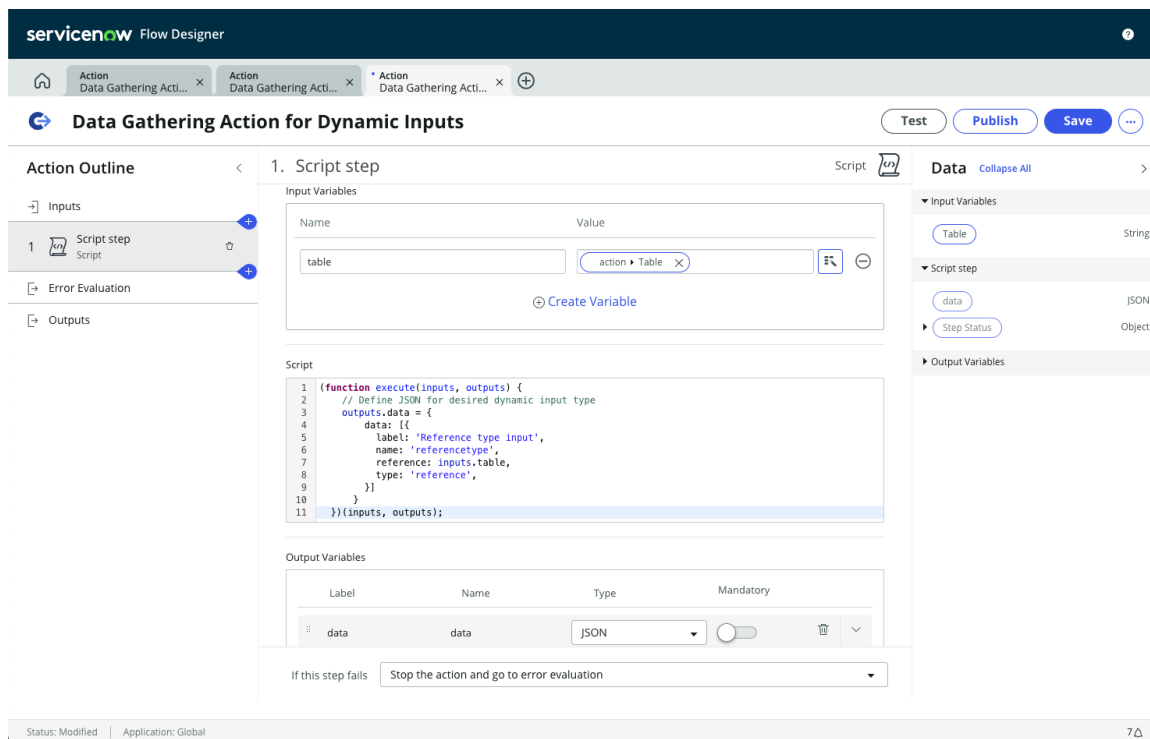 servicenow Flow Designer
?
Action
Data Gathering Acti...
Action
Data Gathering Acti...
Action
Data Gathering Acti...
Data Gathering Action for Dynamic Inputs
Test
Publish
Save
...
Action Outline
Inputs
1
Script step
Script
Error Evaluation
Outputs
1. Script step
Script
Input Variables
Name Value
table
action ▸ Table
Create Variable
Script
1 (function execute(inputs, outputs) {
2 // Define JSON for desired dynamic input type
3 outputs.data = {
4 data: [{
5 label: 'Reference type input',
6 name: 'referencetype',
7 reference: inputs.table,
8 type: 'reference',
9 }]
10 }
11 })(inputs, outputs);
Output Variables
Label Name Type Mandatory
data data JSON
If this step fails Stop the action and go to error evaluation
Data Collapse All
Input Variables
Table String
Script step
data JSON
Step Status Object
Output Variables
Status: Modified Application: Global
7